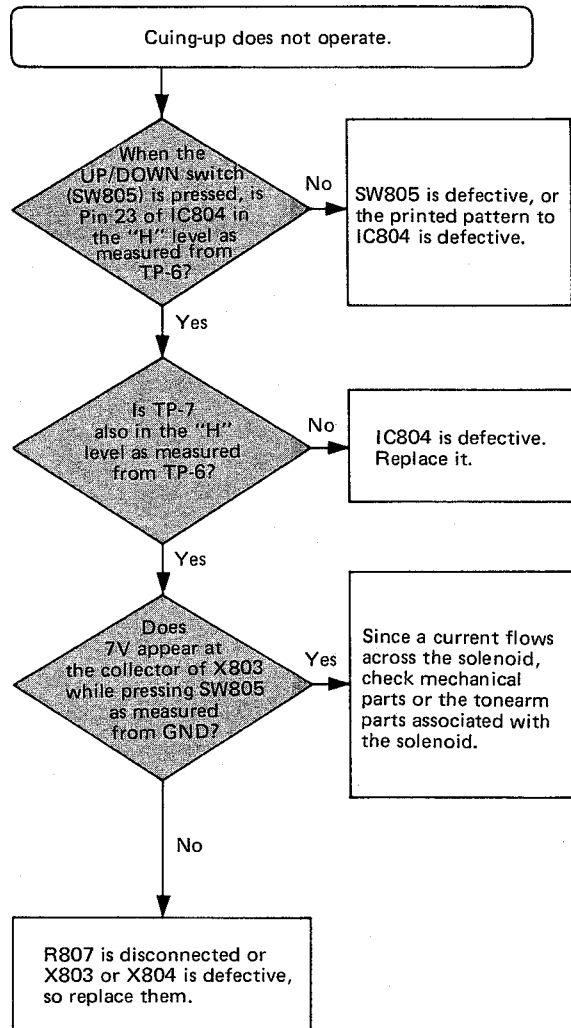 Cuing-up does not operate.
When the
UP/DOWN switch
(SW805) is pressed, is
Pin 23 of IC804 in
the "H" level as
measured from
TP-6?
No
SW805 is defective, or
the printed pattern to
IC804 is defective.
Yes
Is TP-7
also in the "H"
level as measured
from TP-6?
No
IC804 is defective.
Replace it.
Yes
Does
7V appear at
the collector of X803
while pressing SW805
as measured
from GND?
Yes
Since a current flows
across the solenoid,
check mechanical
parts or the tonearm
parts associated with
the solenoid.
No
R807 is disconnected or
X803 or X804 is defective,
so replace them.